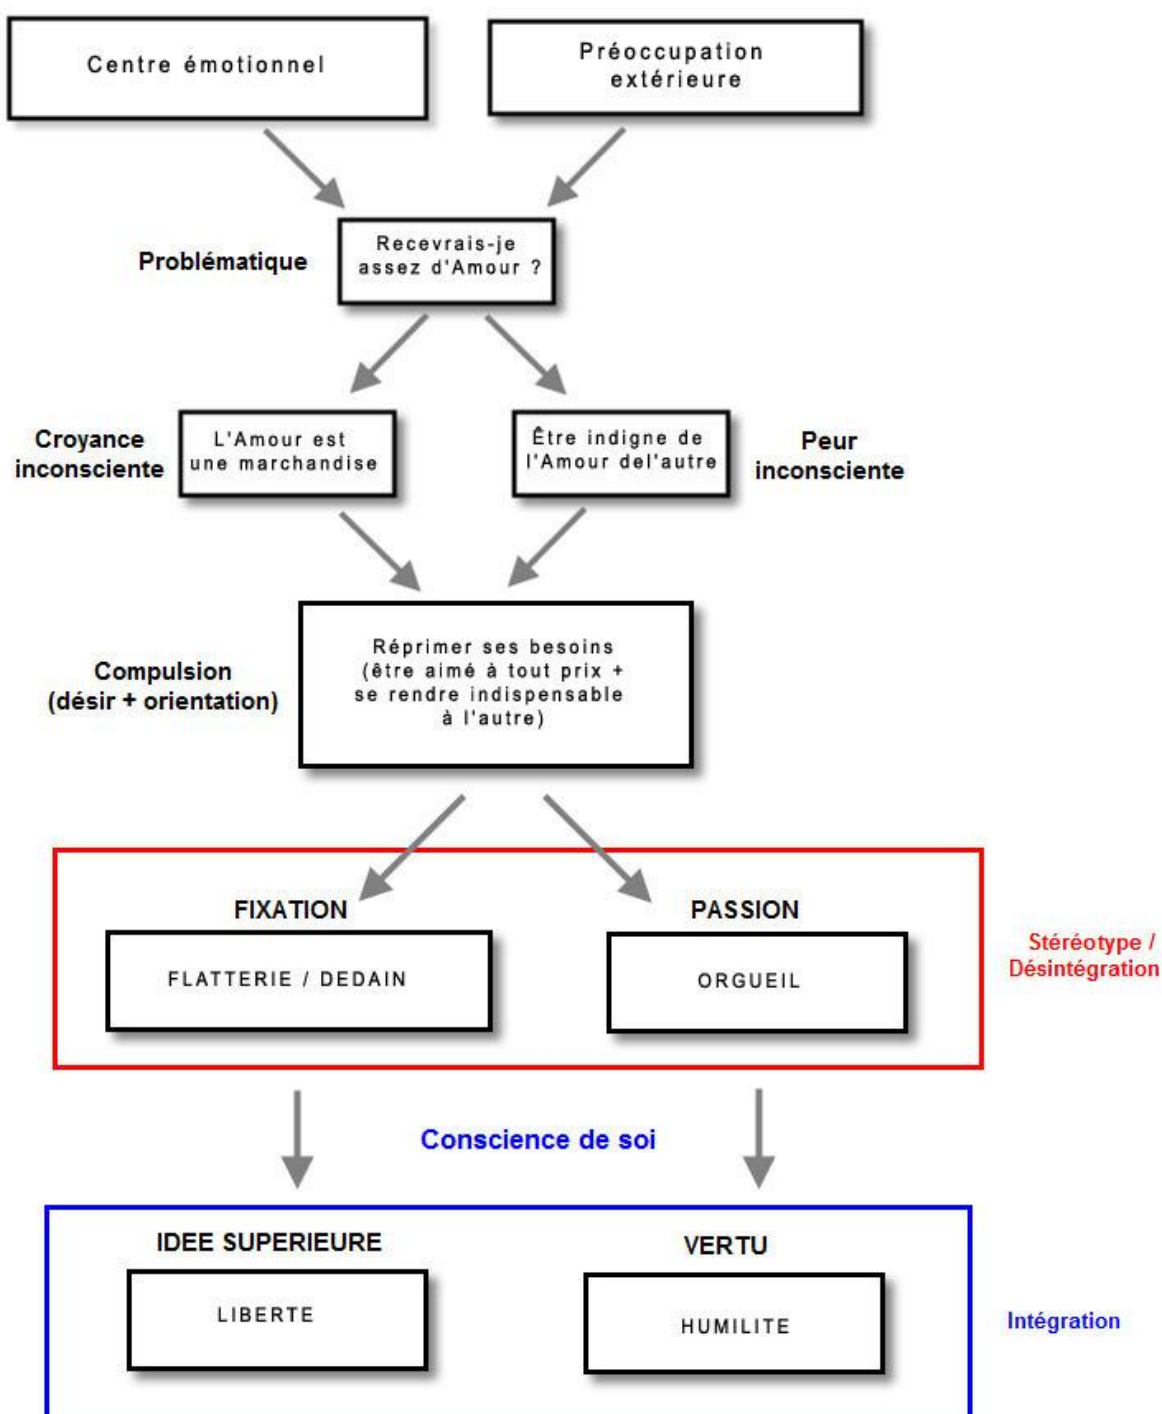 Centre émotionnel
Préoccupation
extérieure
Problématique
Recevrais-je
assez d'Amour ?
Croyance
inconsciente
L'Amour est
une marchandise
Être indigne de
l'Amour del'autre
Peur
inconsciente
Compulsion
(désir + orientation)
Réprimer ses besoins
(être aimé à tout prix +
se rendre indispensable
à l'autre)
FIXATION
PASSION
FLATTERIE / DEDAIN
ORGUEIL
Stéréotype /
Désintégration
Conscience de soi
IDEE SUPERIEURE
VERTU
LIBERTE
HUMILITE
Intégration